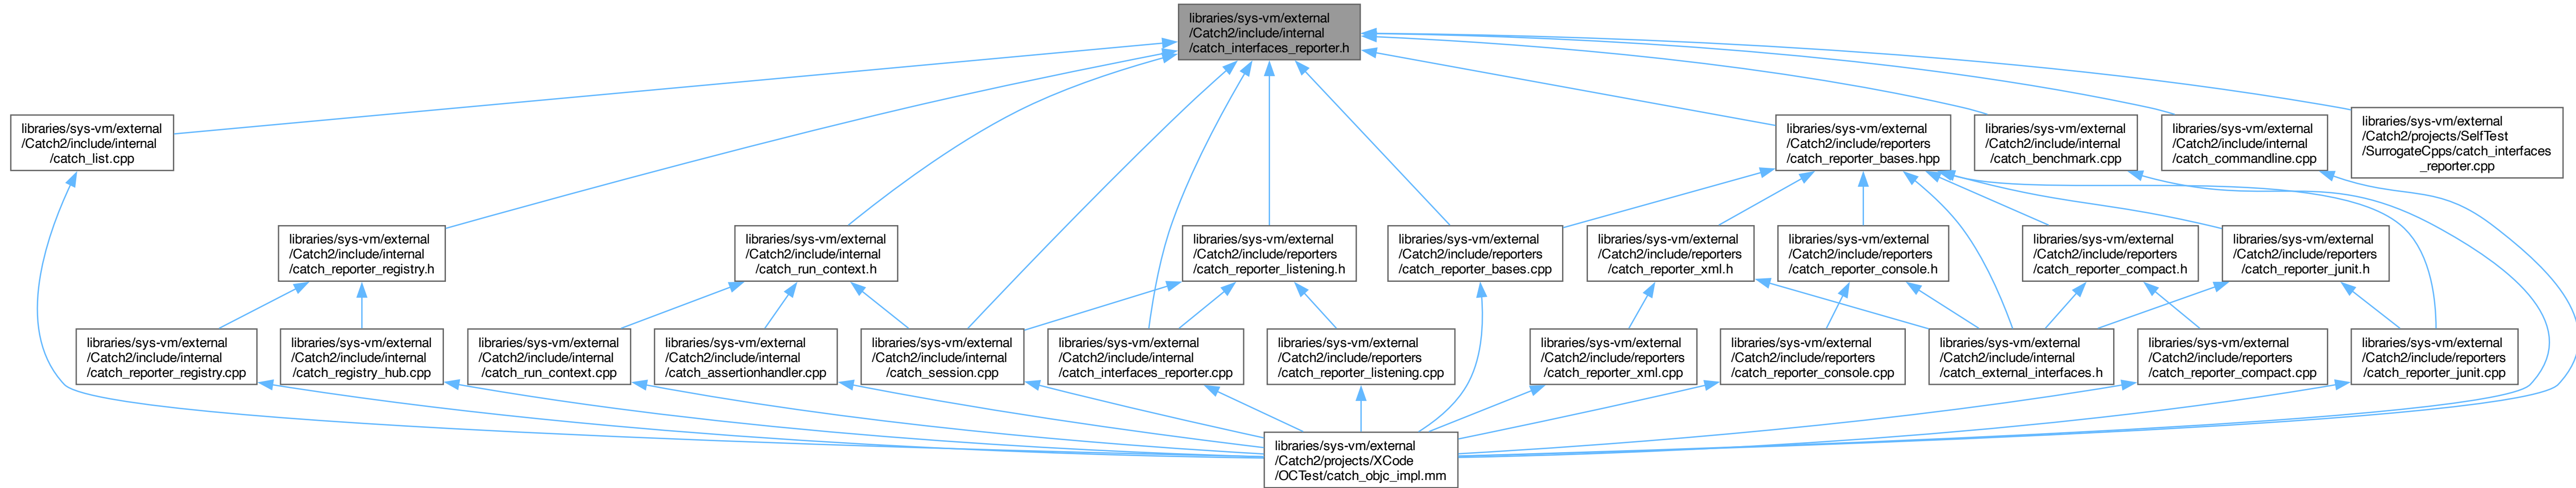 libraries/sys-vm/external
/Catch2/include/internal
/catch_interfaces_reporter.h
libraries/sys-vm/external
/Catch2/include/internal
/catch_list.cpp
libraries/sys-vm/external
/Catch2/include/reporters
/catch_reporter_bases.hpp
libraries/sys-vm/external
/Catch2/include/internal
/catch_benchmark.cpp
libraries/sys-vm/external
/Catch2/include/internal
/catch_commandline.cpp
libraries/sys-vm/external
/Catch2/projects/SelfTest
/SurrogateCpps/catch_interfaces
_reporter.cpp
libraries/sys-vm/external
/Catch2/include/internal
/catch_reporter_registry.h
libraries/sys-vm/external
/Catch2/include/internal
/catch_run_context.h
libraries/sys-vm/external
/Catch2/include/reporters
/catch_reporter_listening.h
libraries/sys-vm/external
/Catch2/include/reporters
/catch_reporter_bases.cpp
libraries/sys-vm/external
/Catch2/include/reporters
/catch_reporter_xml.h
libraries/sys-vm/external
/Catch2/include/reporters
/catch_reporter_console.h
libraries/sys-vm/external
/Catch2/include/reporters
/catch_reporter_compact.h
libraries/sys-vm/external
/Catch2/include/reporters
/catch_reporter_junit.h
libraries/sys-vm/external
/Catch2/include/internal
/catch_reporter_registry.cpp
libraries/sys-vm/external
/Catch2/include/internal
/catch_registry_hub.cpp
libraries/sys-vm/external
/Catch2/include/internal
/catch_run_context.cpp
libraries/sys-vm/external
/Catch2/include/internal
/catch_assertionhandler.cpp
libraries/sys-vm/external
/Catch2/include/internal
/catch_session.cpp
libraries/sys-vm/external
/Catch2/include/internal
/catch_interfaces_reporter.cpp
libraries/sys-vm/external
/Catch2/include/reporters
/catch_reporter_listening.cpp
libraries/sys-vm/external
/Catch2/include/reporters
/catch_reporter_xml.cpp
libraries/sys-vm/external
/Catch2/include/reporters
/catch_reporter_console.cpp
libraries/sys-vm/external
/Catch2/include/internal
/catch_external_interfaces.h
libraries/sys-vm/external
/Catch2/include/reporters
/catch_reporter_compact.cpp
libraries/sys-vm/external
/Catch2/include/reporters
/catch_reporter_junit.cpp
libraries/sys-vm/external
/Catch2/projects/XCode
/OCTest/catch_objc_impl.mm